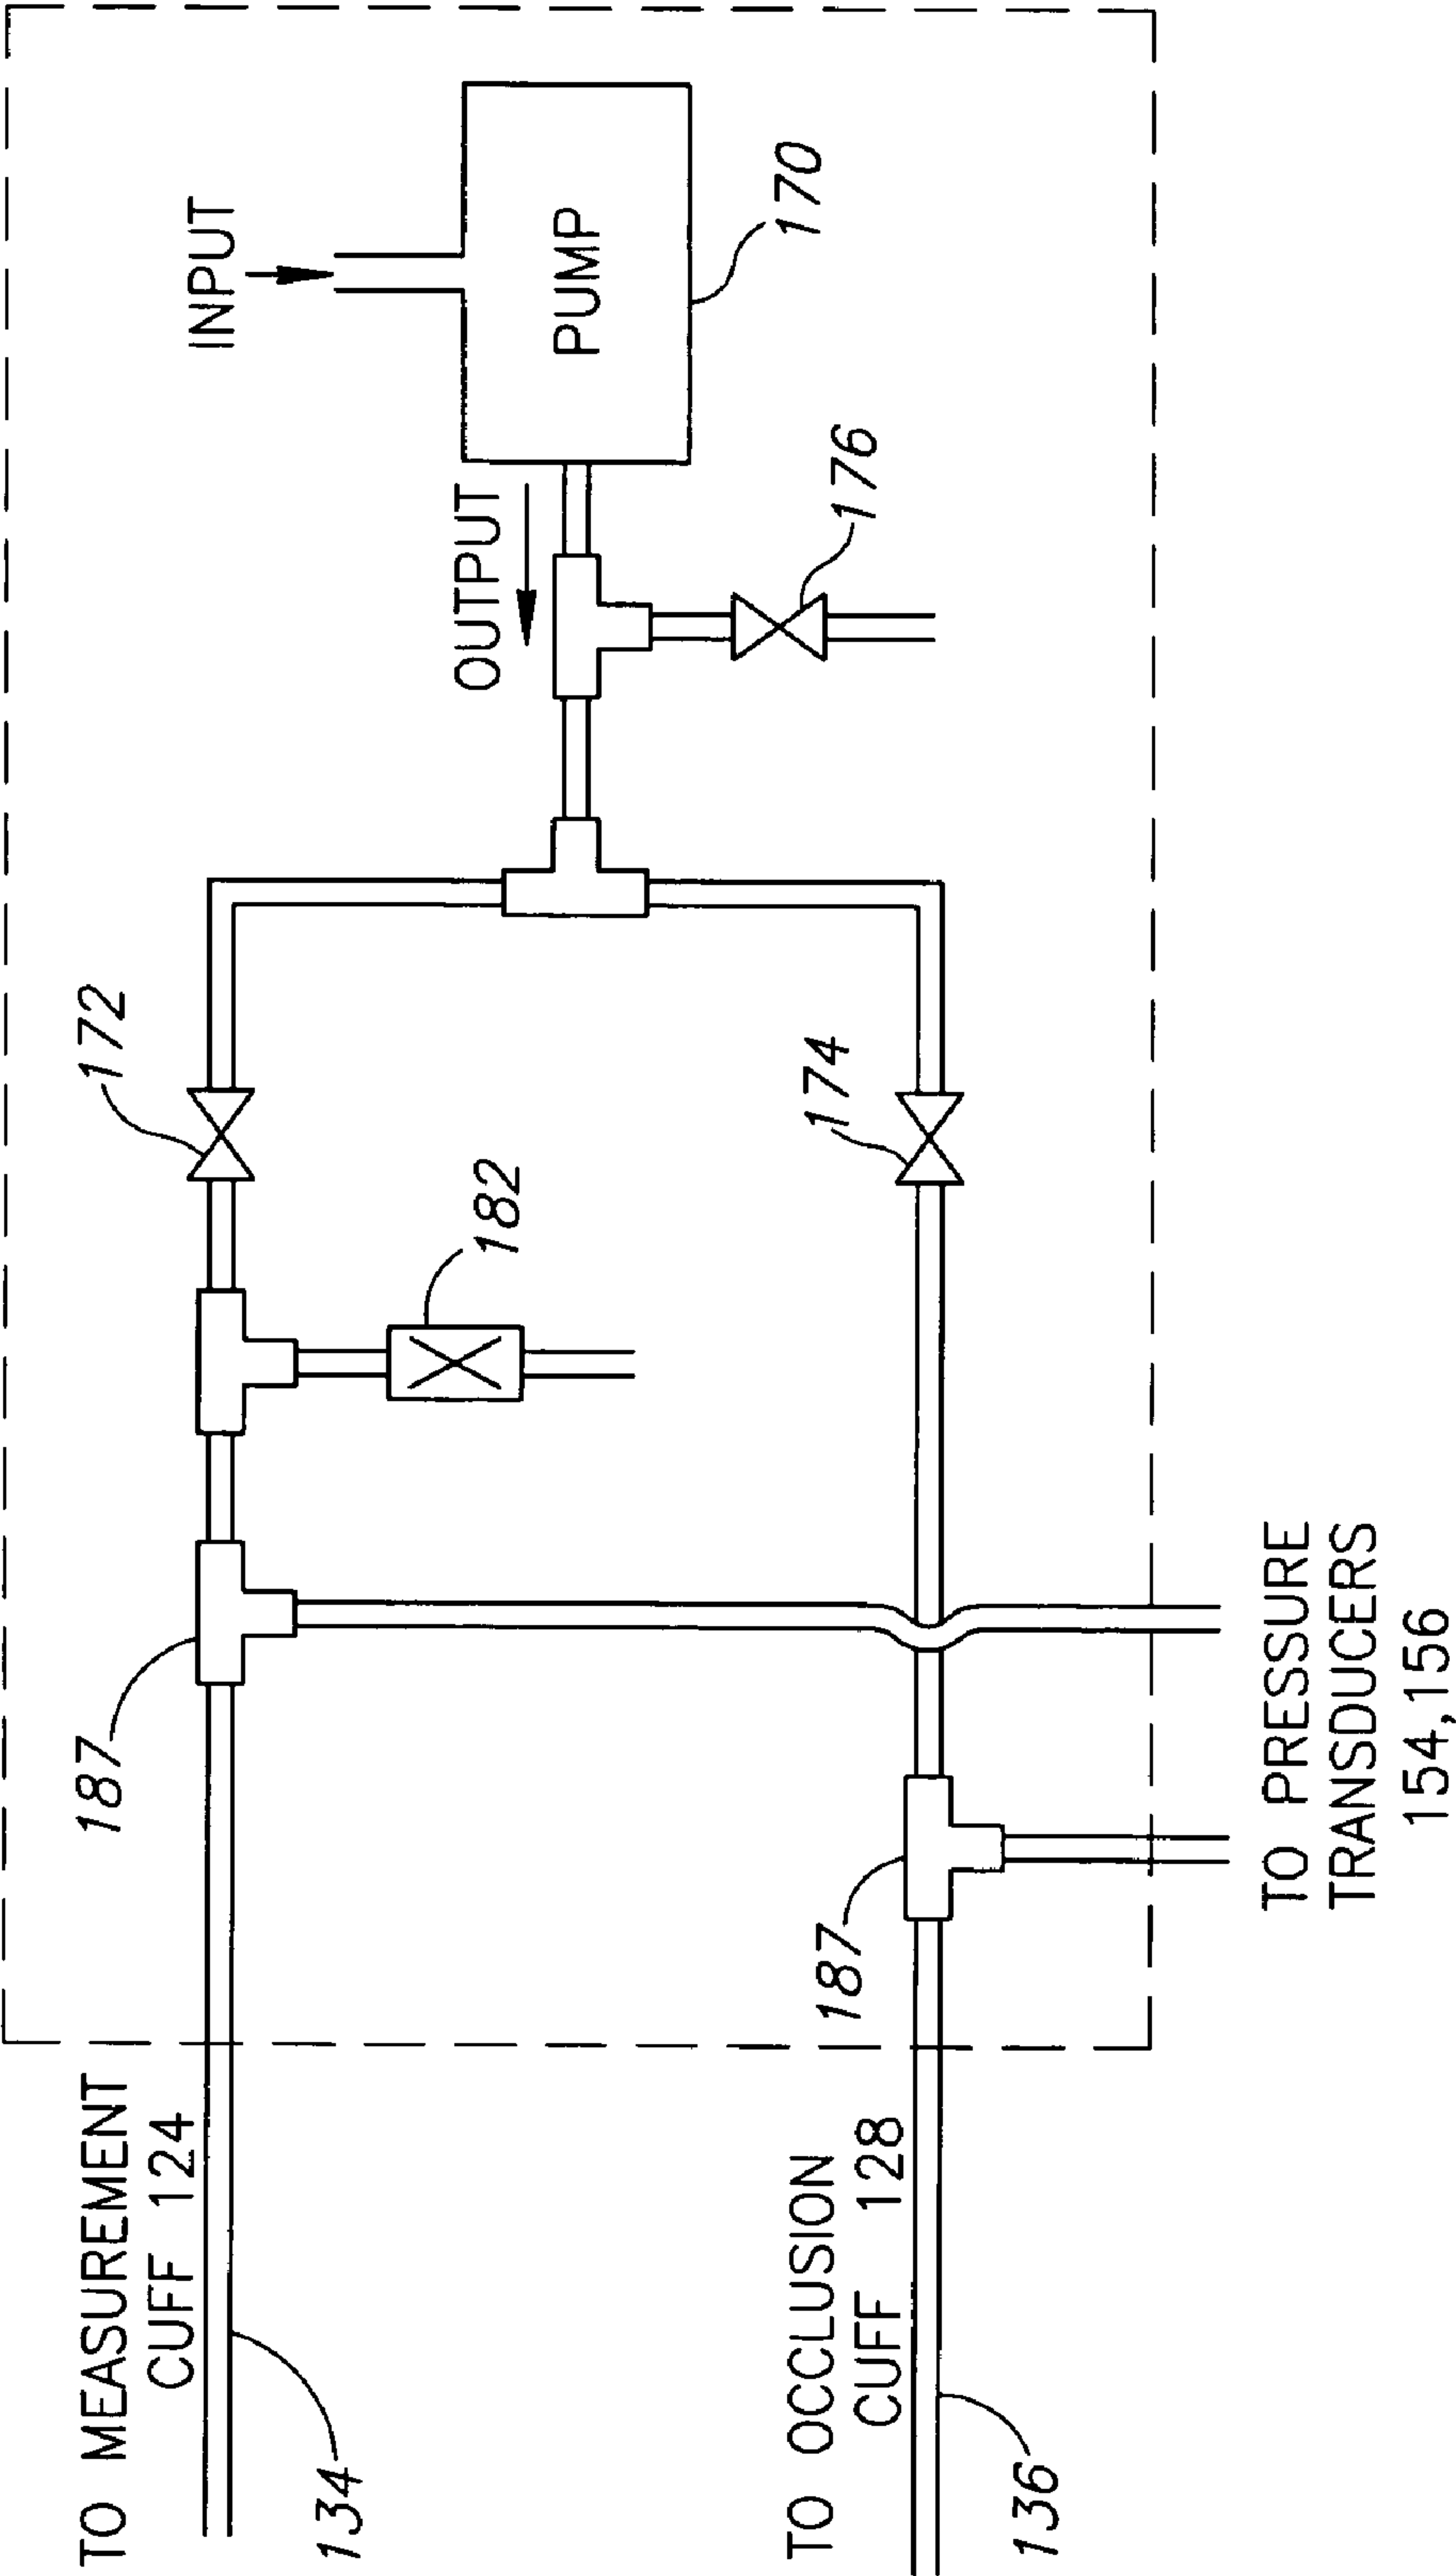 INPUT
PUMP
170
OUTPUT
176
172
182
174
187
187
TO MEASUREMENT
CUFF 124
134
TO OCCLUSION
CUFF 128
136
TO PRESSURE
TRANSDUCERS
154,156